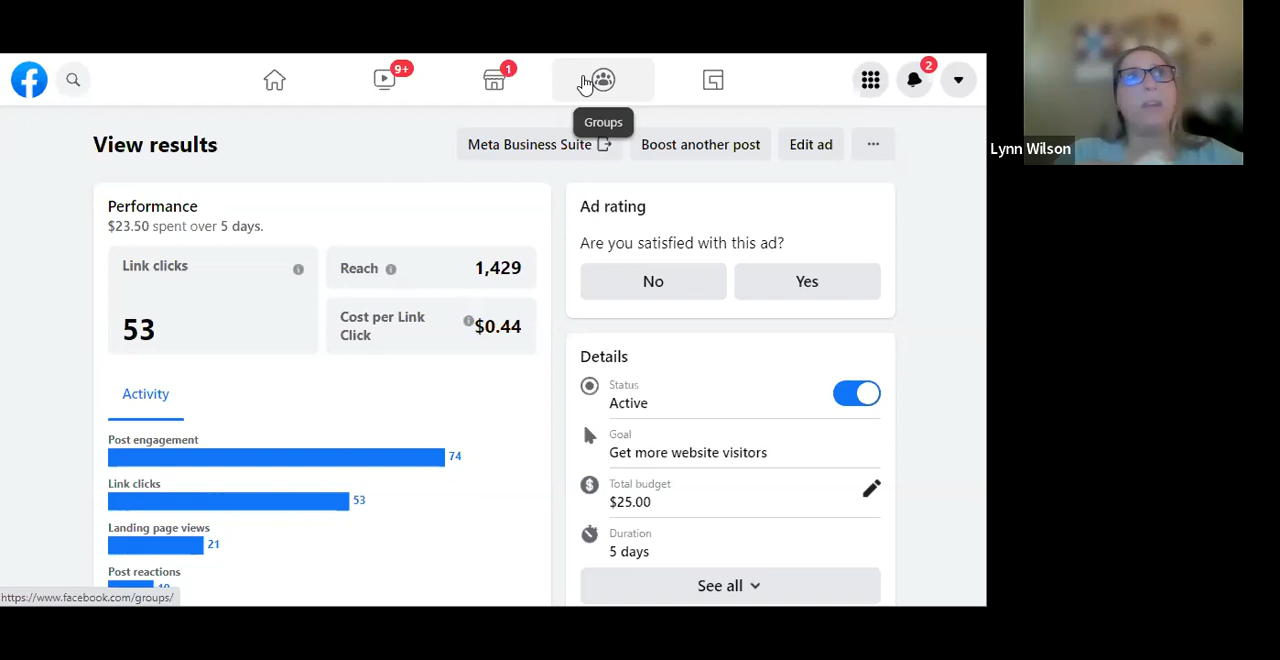 9+
1
2
Groups
View results
Meta Business Suite
Boost another post
Edit ad
...
Lynn Wilson
Performance
$23.50 spent over 5 days.
Link clicks
53
Reach
1,429
Cost per Link
Click
$0.44
Ad rating
Are you satisfied with this ad?
No
Yes
Activity
Post engagement
74
Link clicks
53
Landing page views
21
Post reactions
Details
Status
Active
Goal
Get more website visitors
Total budget
$25.00
Duration
5 days
See all
https://www.facebook.com/groups/